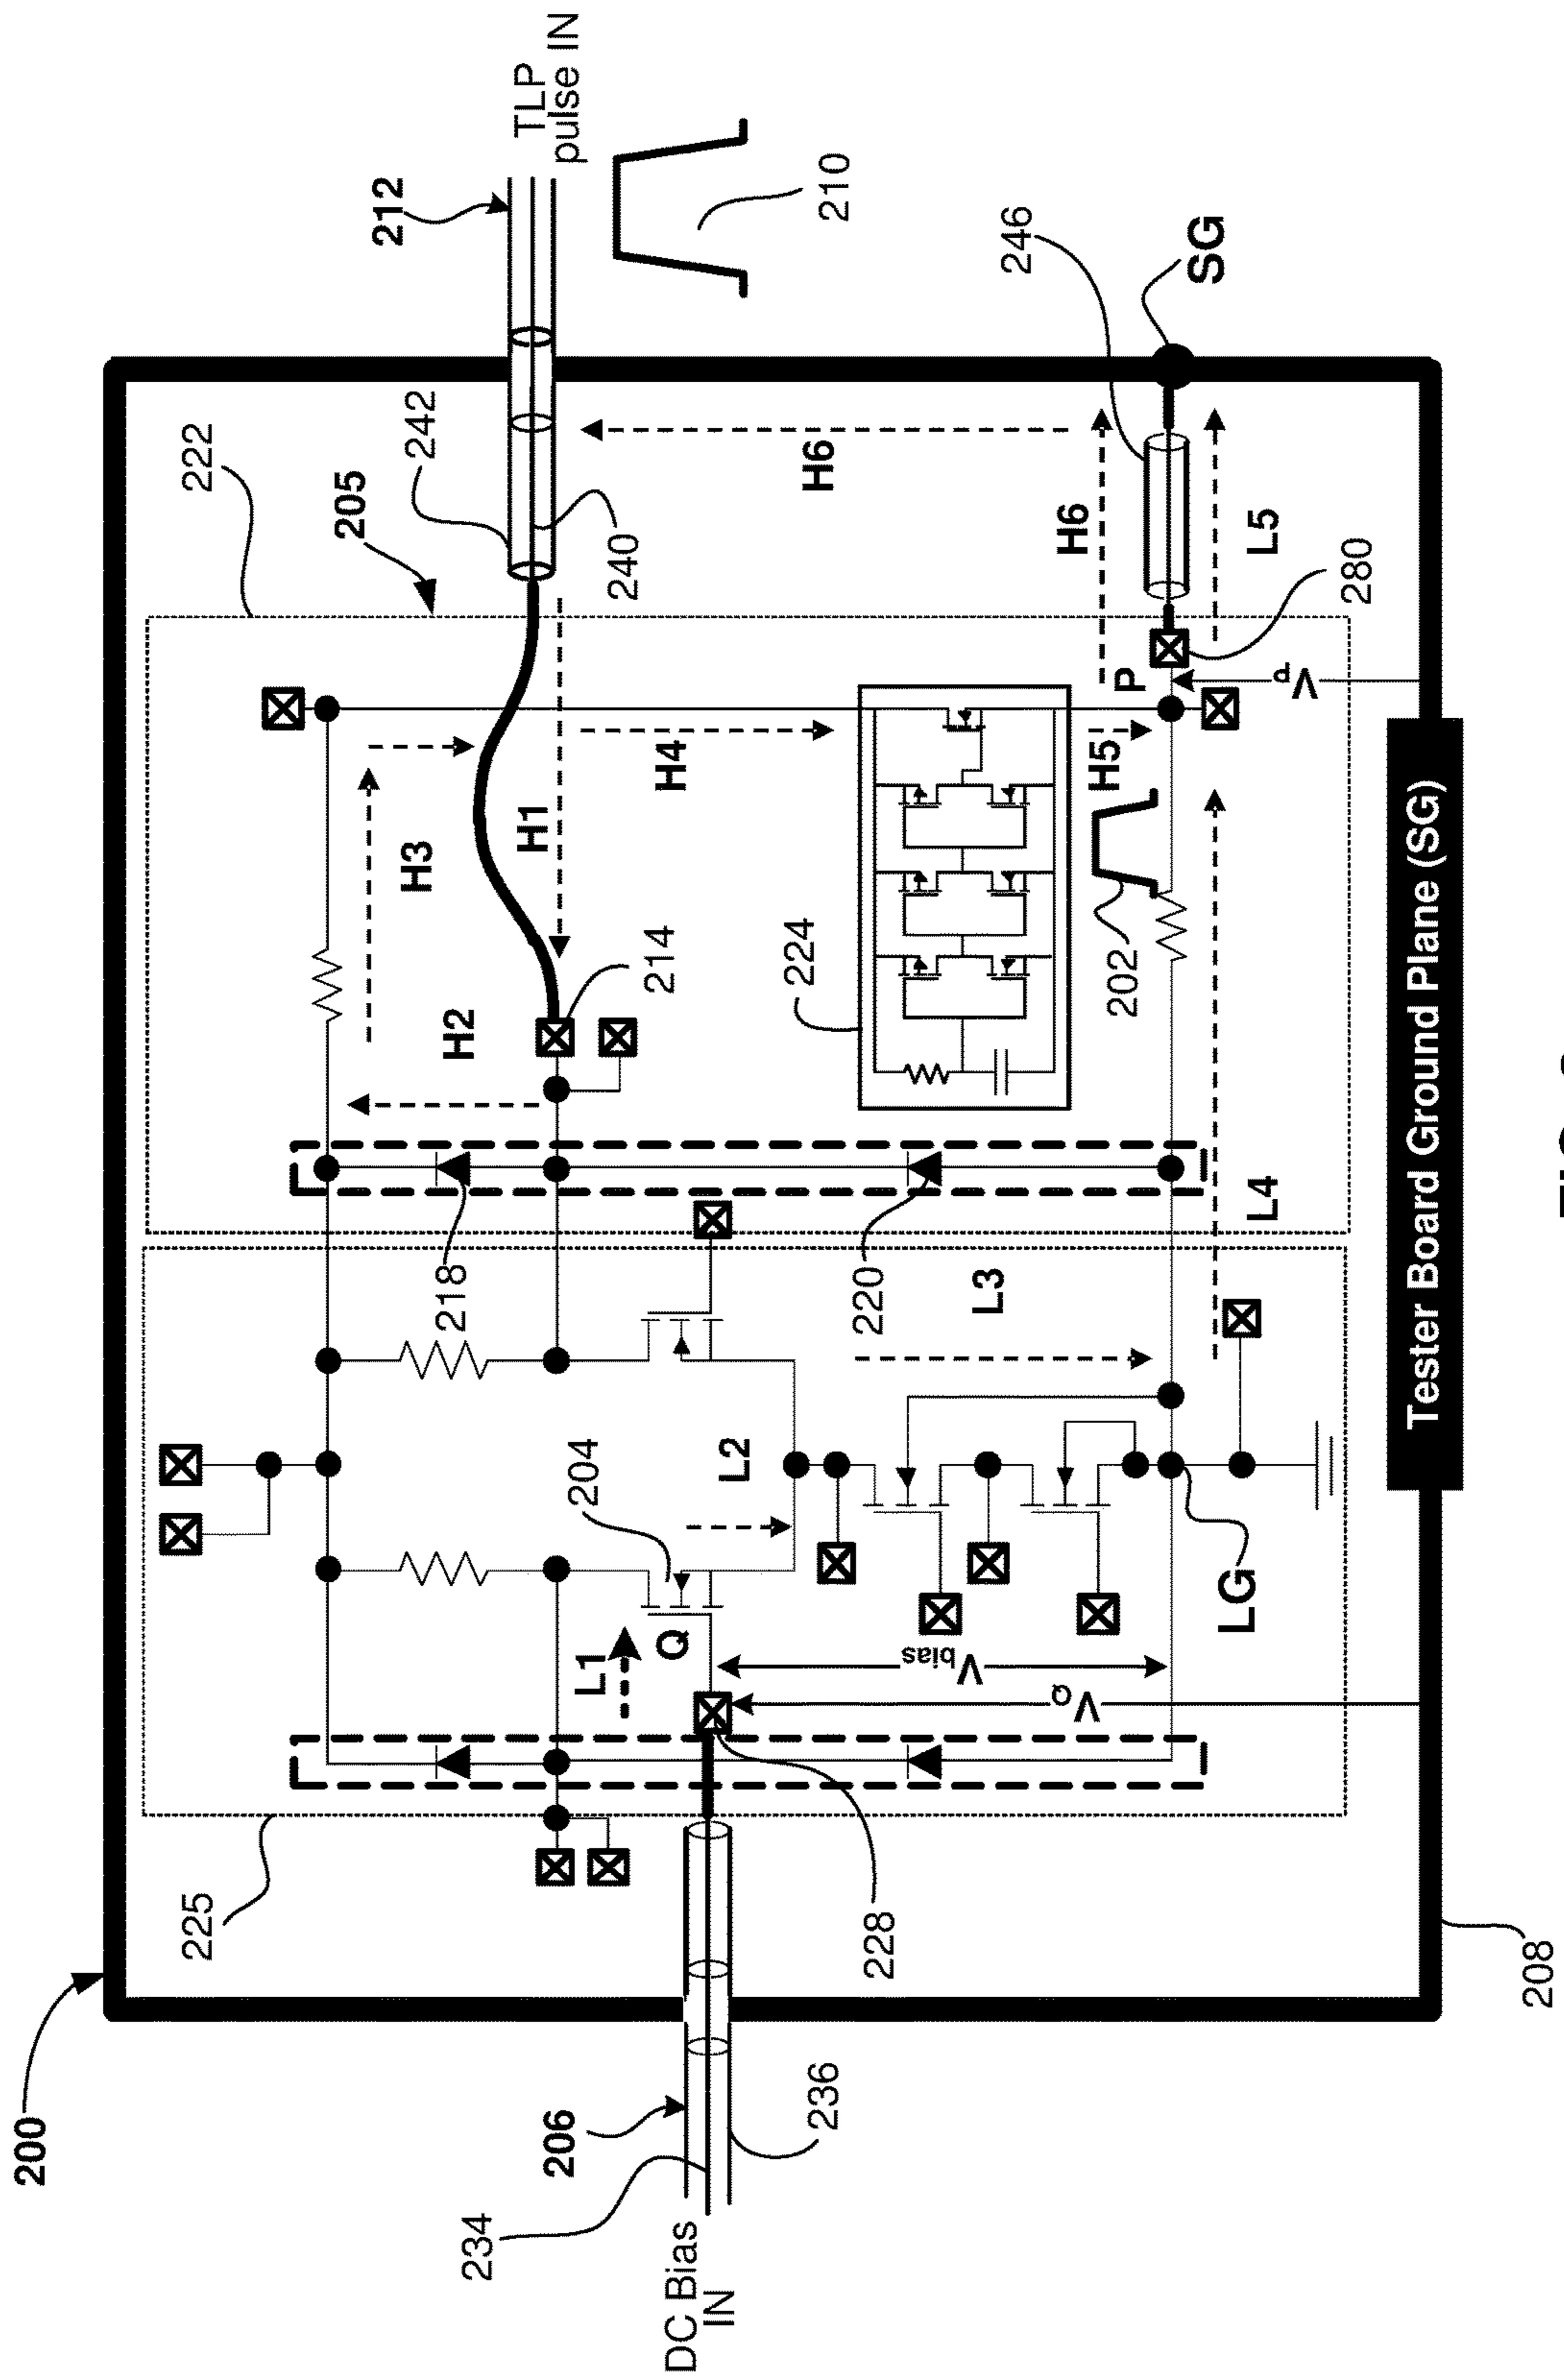 200
DC Bias
IN
234
206
236
225
228
208
L1
Q
204
L2
VQ
Vbias
LG
L3
L4
218
220
222
205
H2
H3
H1
H4
214
224
202
H5
P
VP
280
H6
H6
L5
242
240
246
SG
212
TLP
pulse IN
210
Tester Board Ground Plane (SG)